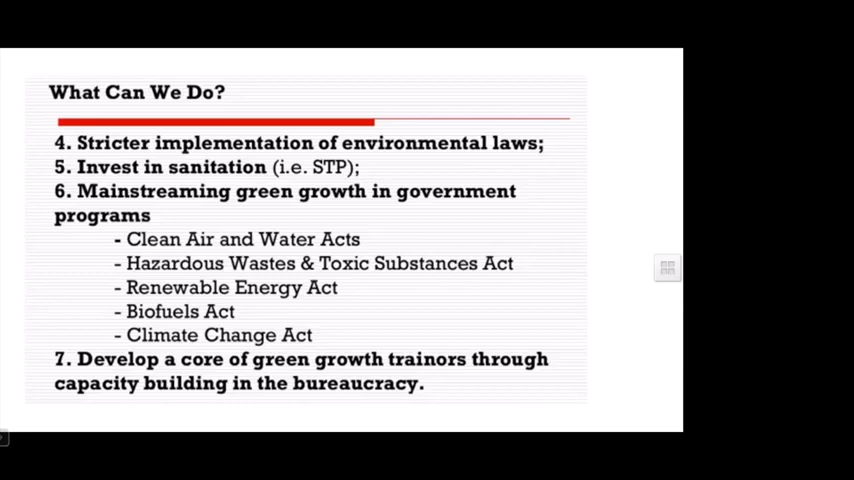 What Can We Do?
4. Stricter implementation of environmental laws;
5. Invest in sanitation (i.e. STP);
6. Mainstreaming green growth in government
programs
- Clean Air and Water Acts
- Hazardous Wastes & Toxic Substances Act
- Renewable Energy Act
- Biofuels Act
- Climate Change Act
7. Develop a core of green growth trainors through
capacity building in the bureaucracy.